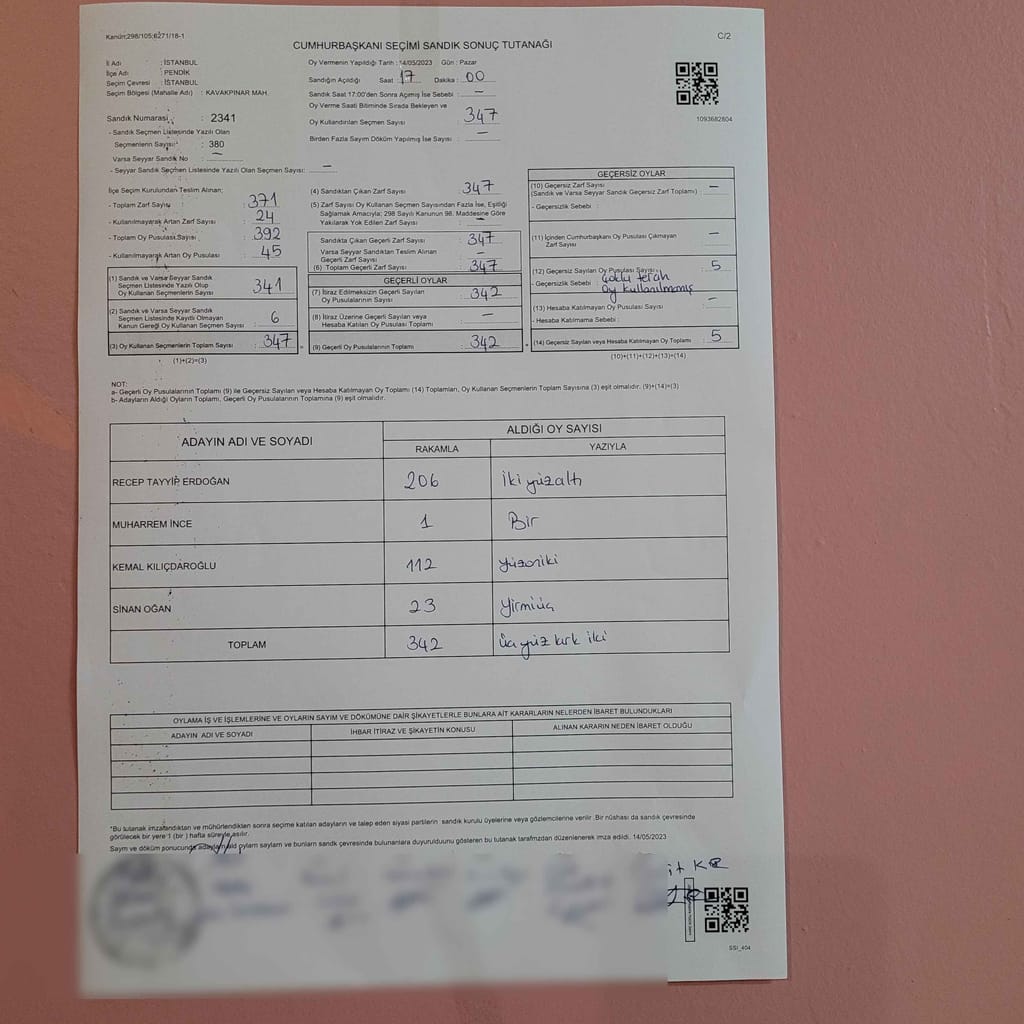 Kanun:298/105;6271/18-1
C/2
CUMHURBAŞKANI SEÇİMİ SANDIK SONUÇ TUTANAĞI
İl Adı : İSTANBUL
İlçe Adı : PENDİK
Seçim Çevresi : İSTANBUL
Seçim Bölgesi (Mahalle Adı) : KAVAKPINAR MAH.
Oy Vermenin Yapıldığı Tarih : 14/05/2023 Gün : Pazar
Sandığın Açıldığı Saat : 17 Dakika : 00
Sandık Saat 17:00'den Sonra Açılmış İse Sebebi : —
Oy Verme Saati Bitiminde Sırada Bekleyen ve
Oy Kullandırılan Seçmen Sayısı : 347
Birden Fazla Sayım Döküm Yapılmış İse Sayısı : —
1093682804
Sandık Numarası : 2341
- Sandık Seçmen Listesinde Yazılı Olan
Seçmenlerin Sayısı : 380
Varsa Seyyar Sandık No : —
- Seyyar Sandık Seçmen Listesinde Yazılı Olan Seçmen Sayısı: —
İlçe Seçim Kurulundan Teslim Alınan:
- Toplam Zarf Sayısı : 371
- Kullanılmayarak Artan Zarf Sayısı : 24
- Toplam Oy Pusulası Sayısı : 392
- Kullanılmayarak Artan Oy Pusulası : 45
(1) Sandık ve Varsa Seyyar Sandık
Seçmen Listesinde Yazılı Olup
Oy Kullanan Seçmenlerin Sayısı : 341
(2) Sandık ve Varsa Seyyar Sandık
Seçmen Listesinde Kayıtlı Olmayan
Kanun Gereği Oy Kullanan Seçmen Sayısı : 6
(3) Oy Kullanan Seçmenlerin Toplam Sayısı : 347
(1)+(2)=(3)
(4) Sandıktan Çıkan Zarf Sayısı : 347
(5) Zarf Sayısı Oy Kullanan Seçmen Sayısından Fazla İse, Eşitliği
Sağlamak Amacıyla; 298 Sayılı Kanunun 98. Maddesine Göre
Yakılarak Yok Edilen Zarf Sayısı : —
Sandıkta Çıkan Geçerli Zarf Sayısı : 347
Varsa Seyyar Sandıktan Teslim Alınan
Geçerli Zarf Sayısı : —
(6) Toplam Geçerli Zarf Sayısı : 347
GEÇERLİ OYLAR
(7) İtiraz Edilmeksizin Geçerli Sayılan
Oy Pusulalarının Sayısı : 342
(8) İtiraz Üzerine Geçerli Sayılan veya
Hesaba Katılan Oy Pusulası Toplamı : —
(9) Geçerli Oy Pusulalarının Toplamı : 342
GEÇERSİZ OYLAR
(10) Geçersiz Zarf Sayısı
(Sandık ve Varsa Seyyar Sandık Geçersiz Zarf Toplamı) : —
- Geçersizlik Sebebi :
(11) İçinden Cumhurbaşkanı Oy Pusulası Çıkmayan
Zarf Sayısı : —
(12) Geçersiz Sayılan Oy Pusulası Sayısı : 5
- Geçersizlik Sebebi : Çoklu terah
oy kullanılmamış
(13) Hesaba Katılmayan Oy Pusulası Sayısı : —
- Hesaba Katılmama Sebebi :
(14) Geçersiz Sayılan veya Hesaba Katılmayan Oy Toplamı : 5
(10)+(11)+(12)+(13)=(14)
NOT:
a- Geçerli Oy Pusulalarının Toplamı (9) ile Geçersiz Sayılan veya Hesaba Katılmayan Oy Toplamı (14) Toplamları, Oy Kullanan Seçmenlerin Toplam Sayısına (3) eşit olmalıdır. (9)+(14)=(3)
b- Adayların Aldığı Oyların Toplamı, Geçerli Oy Pusulalarının Toplamına (9) eşit olmalıdır.
ADAYIN ADI VE SOYADI ALDIĞI OY SAYISI
RAKAMLA YAZIYLA
RECEP TAYYİP ERDOĞAN 206 İki yüzaltı
MUHARREM İNCE 1 Bir
KEMAL KILIÇDAROĞLU 112 yüzoniki
SİNAN OĞAN 23 Yirmiüç
TOPLAM 342 Üç yüz kırk iki
OYLAMA İŞ VE İŞLEMLERİNE VE OYLARIN SAYIM VE DÖKÜMÜNE DAİR ŞİKAYETLERLE BUNLARA AİT KARARLARIN NELERDEN İBARET BULUNDUKLARI
ADAYIN ADI VE SOYADI İHBAR İTİRAZ VE ŞİKAYETİN KONUSU ALINAN KARARIN NEDEN İBARET OLDUĞU
*Bu tutanak imzalandıktan ve mühürlendikten sonra seçime katılan adayların ve talep eden siyasi partilerin sandık kurulu üyelerine veya gözlemcilerine verilir. Bir nüshası da sandık çevresinde
görülecek bir yere 1 (bir) hafta süreyle asılır.
Sayım ve döküm sonucunda adayların aldığı oyların sayısını ve bunların sandık çevresinde bulunanlara duyurulduğunu gösteren bu tutanak tarafımızdan düzenlenerek imza edildi. 14/05/2023
SSI_404